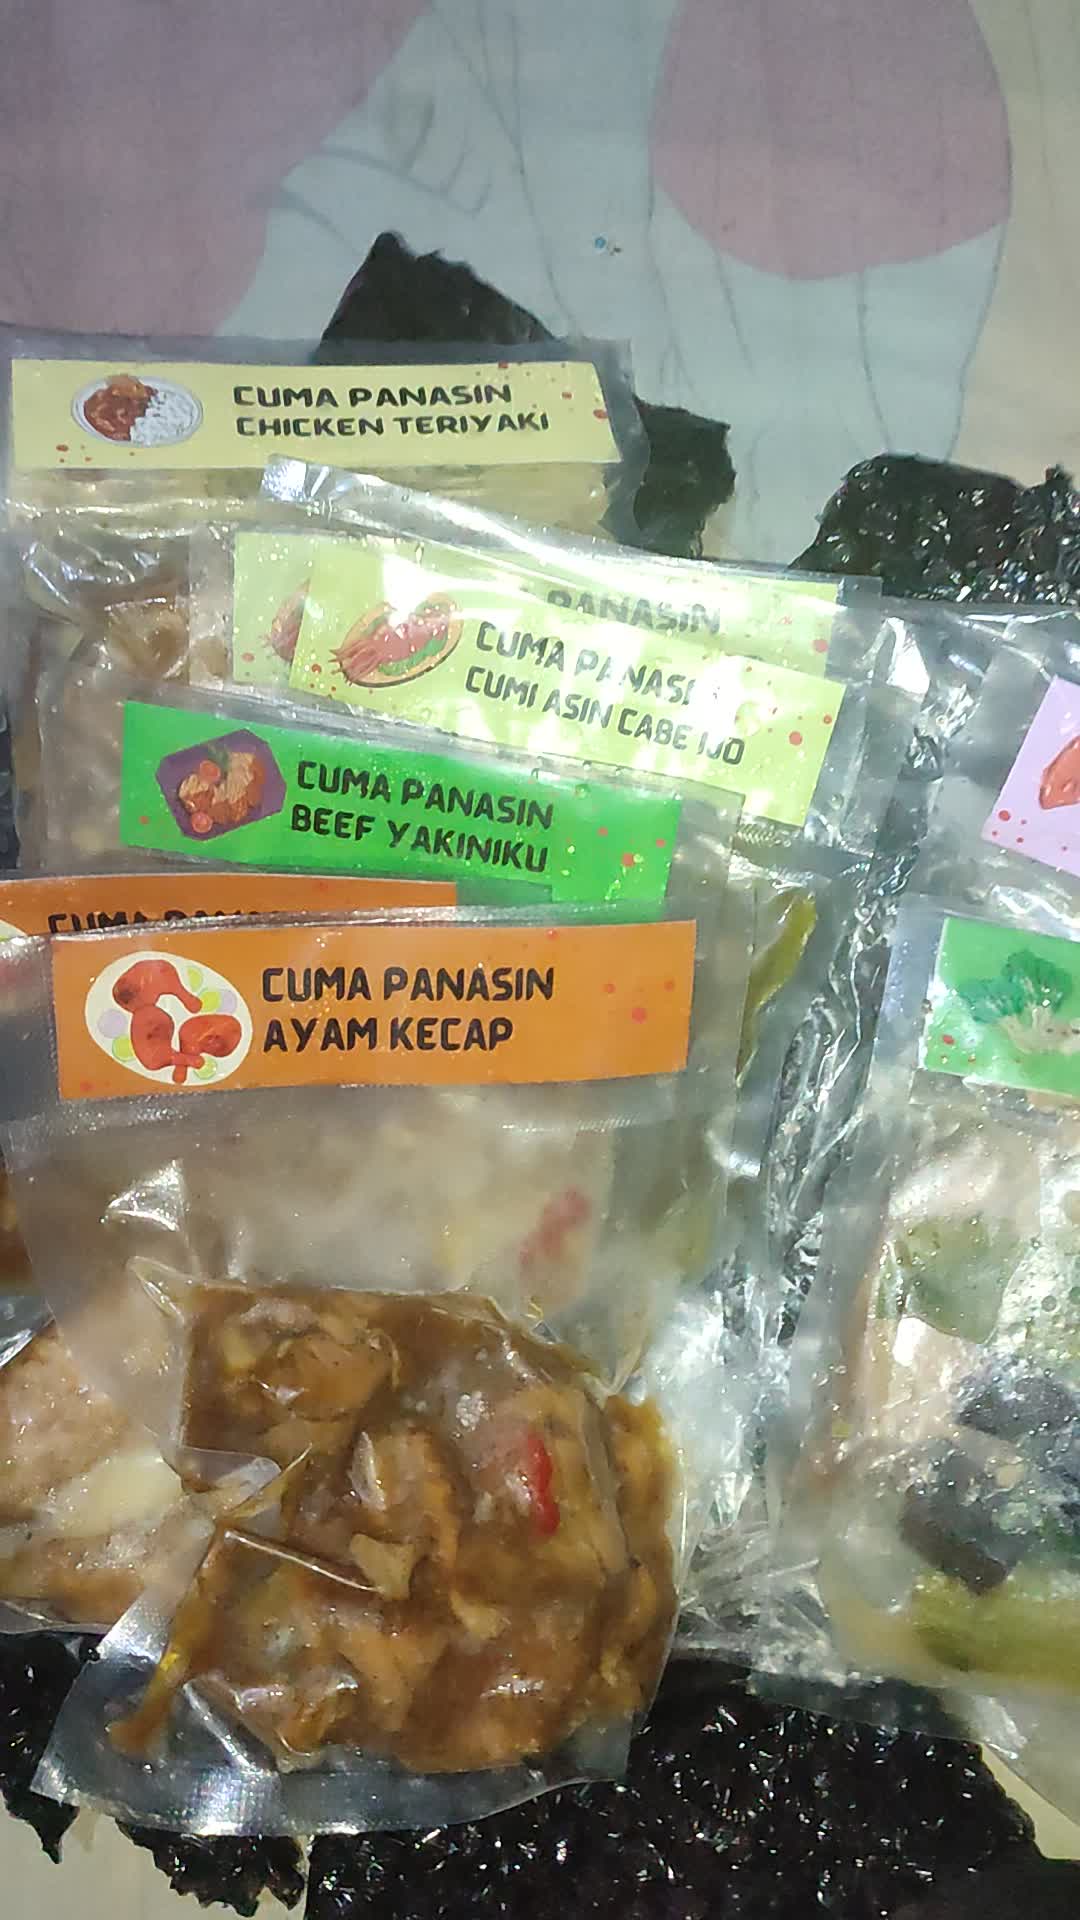 CUMA PANASIN
CHICKEN TERIYAKI
PANASIN
CUMA PANASIN
CUMI ASIN CABE IJO
CUMA PANASIN
BEEF YAKINIKU
CUMA
CUMA PANASIN
AYAM KECAP